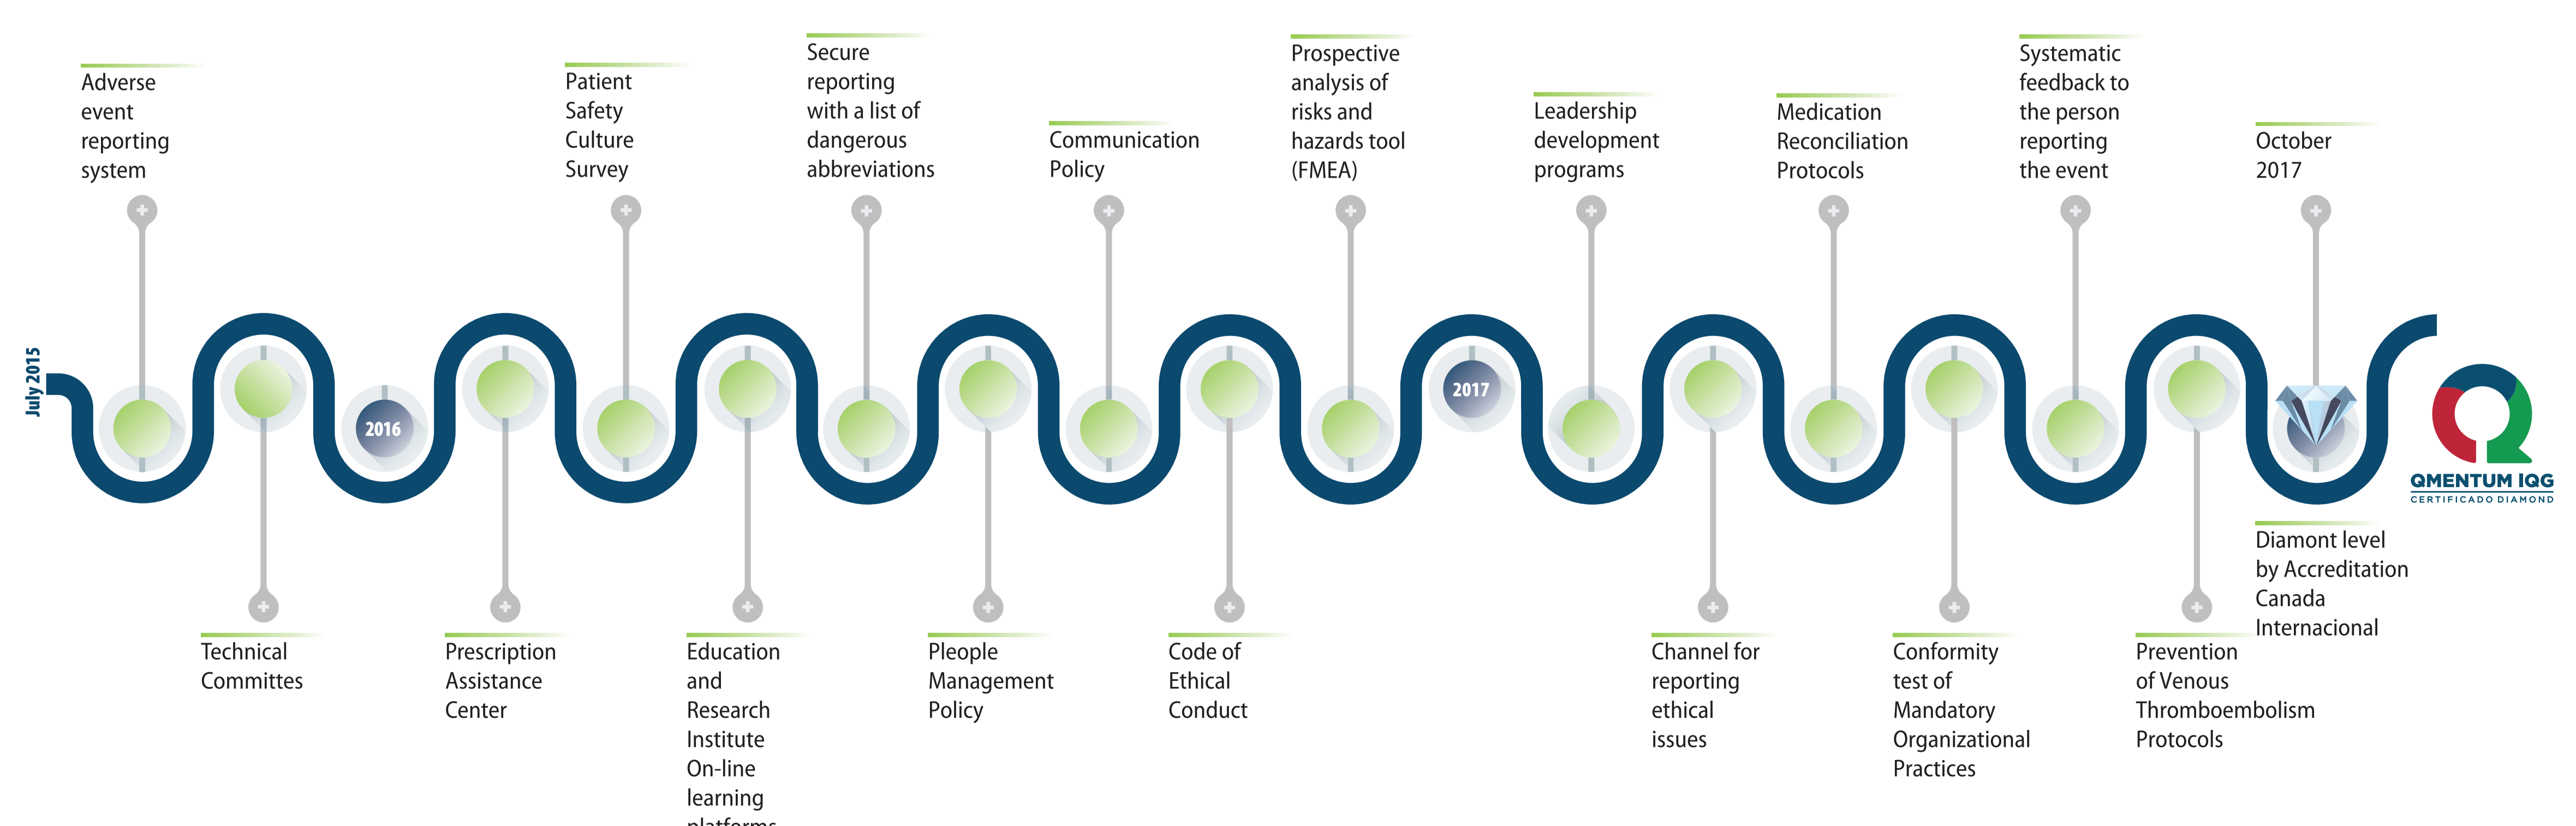 July 2015
Adverse
event
reporting
system
Technical
Committes
2016
Prescription
Assistance
Center
Patient
Safety
Culture
Survey
Education
and
Research
Institute
On-line
learning
platforms
Secure
reporting
with a list of
dangerous
abbreviations
Pleople
Management
Policy
Communication
Policy
Code of
Ethical
Conduct
Prospective
analysis of
risks and
hazards tool
(FMEA)
2017
Leadership
development
programs
Channel for
reporting
ethical
issues
Medication
Reconciliation
Protocols
Conformity
test of
Mandatory
Organizational
Practices
Systematic
feedback to
the person
reporting
the event
Prevention
of Venous
Thromboembolism
Protocols
October
2017
Diamont level
by Accreditation
Canada
Internacional
QMENTUM IQG
CERTIFICADO DIAMOND